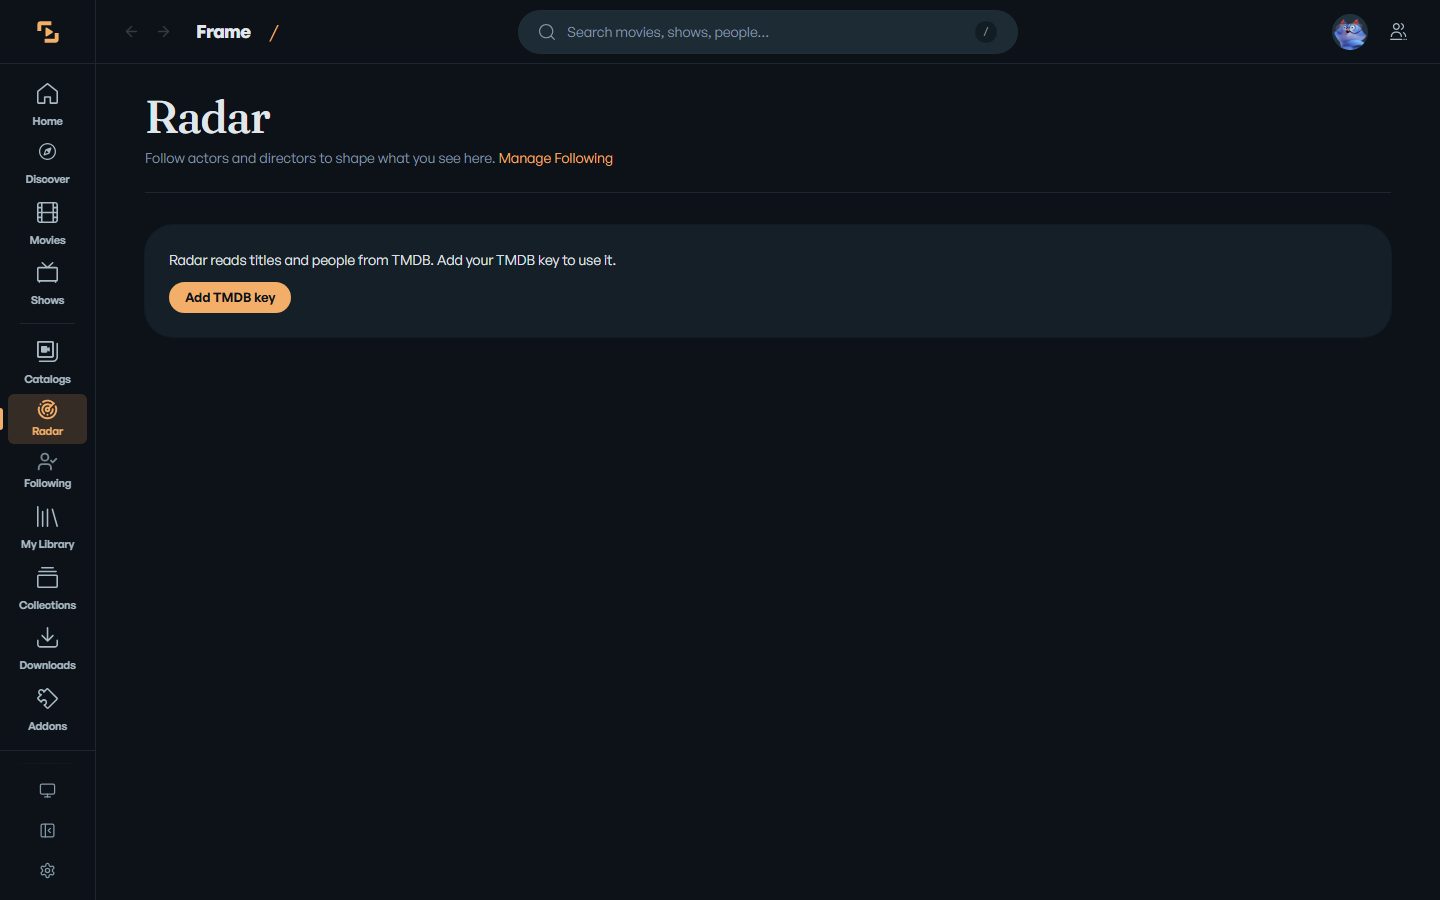 Frame /
Search movies, shows, people...
/
Home
Discover
Movies
Shows
Catalogs
Radar
Following
My Library
Collections
Downloads
Addons
Radar
Follow actors and directors to shape what you see here. Manage Following
Radar reads titles and people from TMDB. Add your TMDB key to use it.
Add TMDB key